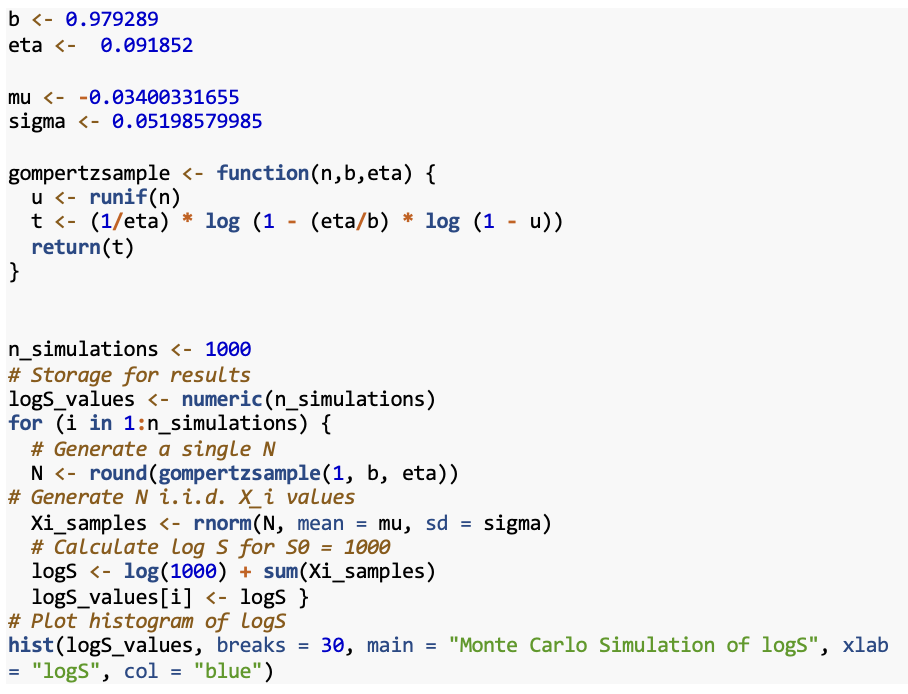 b <- 0.979289
eta <-  0.091852
mu <- -0.03400331655
sigma <- 0.05198579985
gompertzsample <- function(n,b,eta) {
  u <- runif(n)
  t <- (1/eta) * log (1 - (eta/b) * log (1 - u))
  return(t)
}
n_simulations <- 1000
# Storage for results
logS_values <- numeric(n_simulations)
for (i in 1:n_simulations) {
  # Generate a single N
  N <- round(gompertzsample(1, b, eta))
# Generate N i.i.d. X_i values
  Xi_samples <- rnorm(N, mean = mu, sd = sigma)
  # Calculate log S for S0 = 1000
  logS <- log(1000) + sum(Xi_samples)
  logS_values[i] <- logS }
# Plot histogram of logS
hist(logS_values, breaks = 30, main = "Monte Carlo Simulation of logS", xlab
= "logS", col = "blue")